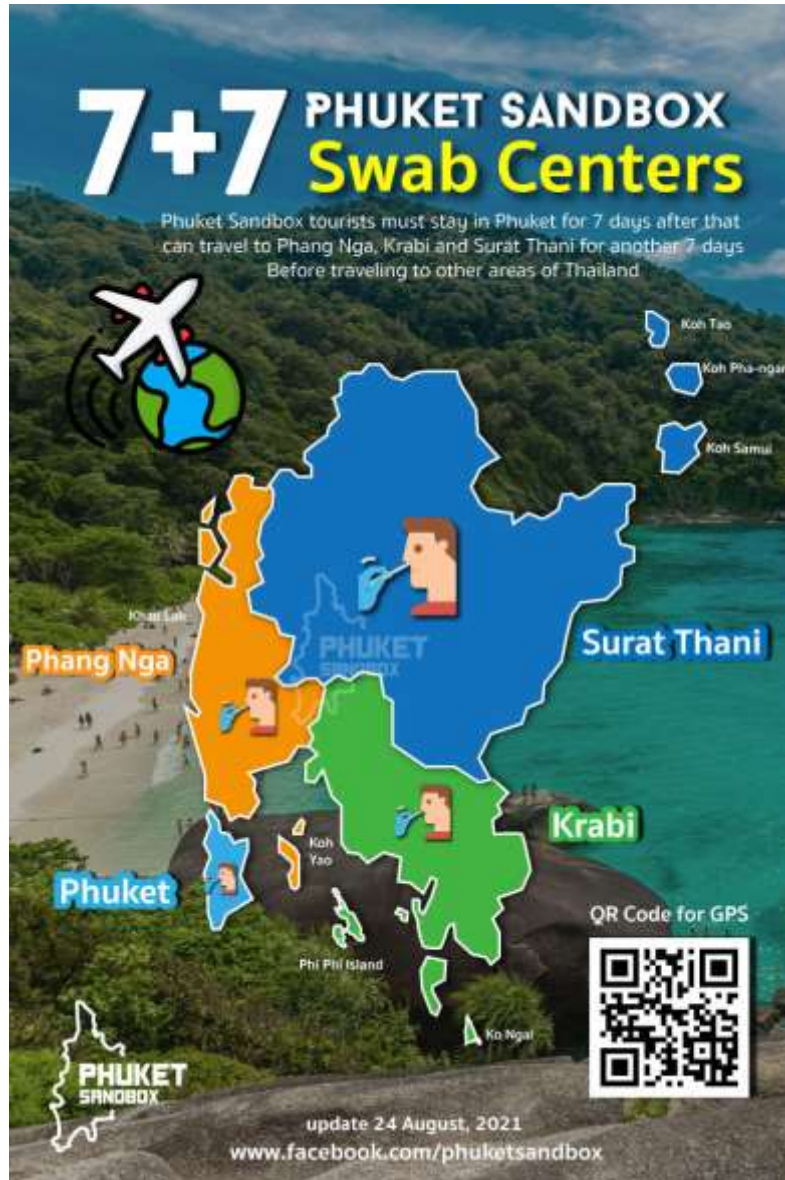 7+7 PHUKET SANDBOX
Swab Centers
Phuket Sandbox tourists must stay in Phuket for 7 days after that
can travel to Phang Nga, Krabi and Surat Thani for another 7 days
Before traveling to other areas of Thailand
Koh Tao
Koh Pha-ngan
Koh Samui
Khao Lak
PHUKET
SANDBOX
Surat Thani
Phang Nga
Krabi
Koh
Yao
Phuket
QR Code for GPS
Phi Phi Island
Ko Ngai
PHUKET
SANDBOX
update 24 August, 2021
www.facebook.com/phuketsandbox